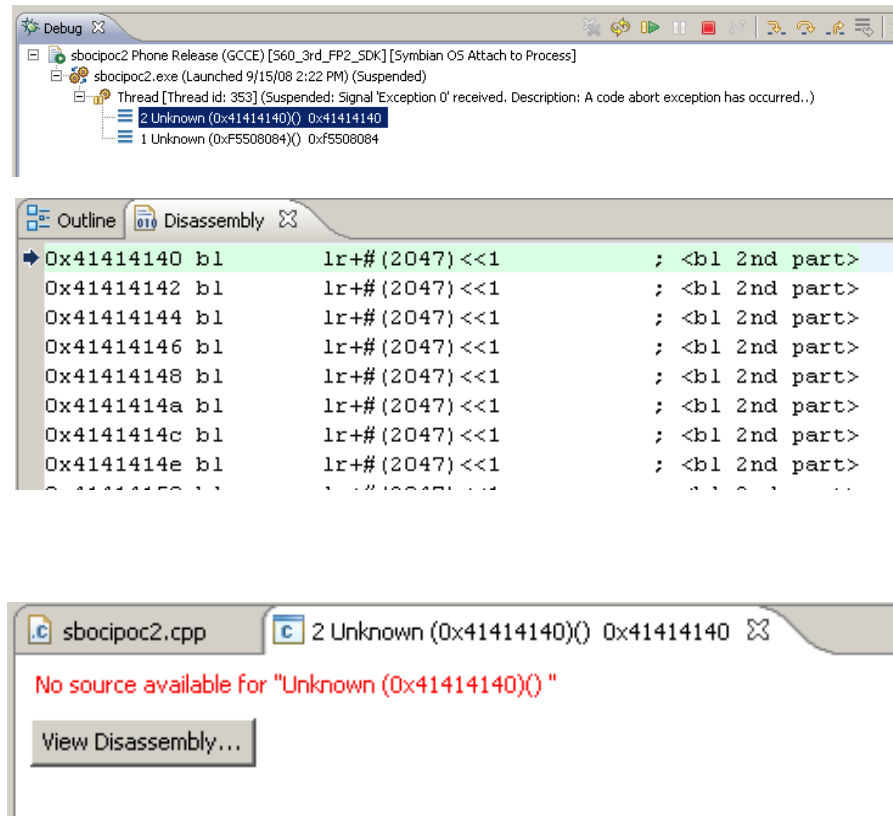 Debug
sbocipoc2 Phone Release (GCCE) [S60_3rd_FP2_SDK] [Symbian OS Attach to Process]
sbocipoc2.exe (Launched 9/15/08 2:22 PM) (Suspended)
Thread [Thread id: 353] (Suspended: Signal 'Exception 0' received. Description: A code abort exception has occurred..)
2 Unknown (0x41414140)() 0x41414140
1 Unknown (0xF5508084)() 0xf5508084
Outline Disassembly
0x41414140 bl lr+#(2047)<<1 ; <bl 2nd part>
0x41414142 bl lr+#(2047)<<1 ; <bl 2nd part>
0x41414144 bl lr+#(2047)<<1 ; <bl 2nd part>
0x41414146 bl lr+#(2047)<<1 ; <bl 2nd part>
0x41414148 bl lr+#(2047)<<1 ; <bl 2nd part>
0x4141414a bl lr+#(2047)<<1 ; <bl 2nd part>
0x4141414c bl lr+#(2047)<<1 ; <bl 2nd part>
0x4141414e bl lr+#(2047)<<1 ; <bl 2nd part>
sbocipoc2.cpp 2 Unknown (0x41414140)() 0x41414140
No source available for "Unknown (0x41414140)() "
View Disassembly...